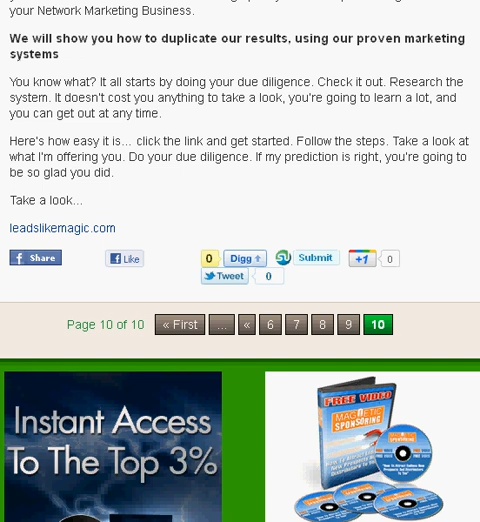 your Network Marketing Business.
We will show you how to duplicate our results, using our proven marketing
systems
You know what? It all starts by doing your due diligence. Check it out. Research the
system. It doesn't cost you anything to take a look, you're going to learn a lot, and
you can get out at any time.
Here's how easy it is... click the link and get started. Follow the steps. Take a look at
what I'm offering you. Do your due diligence. If my prediction is right, you're going to
be so glad you did.
Take a look...
leadslikemagic.com
Share Like 0 Digg Submit +1 0
Tweet 0
Page 10 of 10 « First ... « 6 7 8 9 10
Instant Access
To The Top 3%
FREE VIDEO
MAGNETIC
SPONSORING
MAGNETIC
SPONSORING